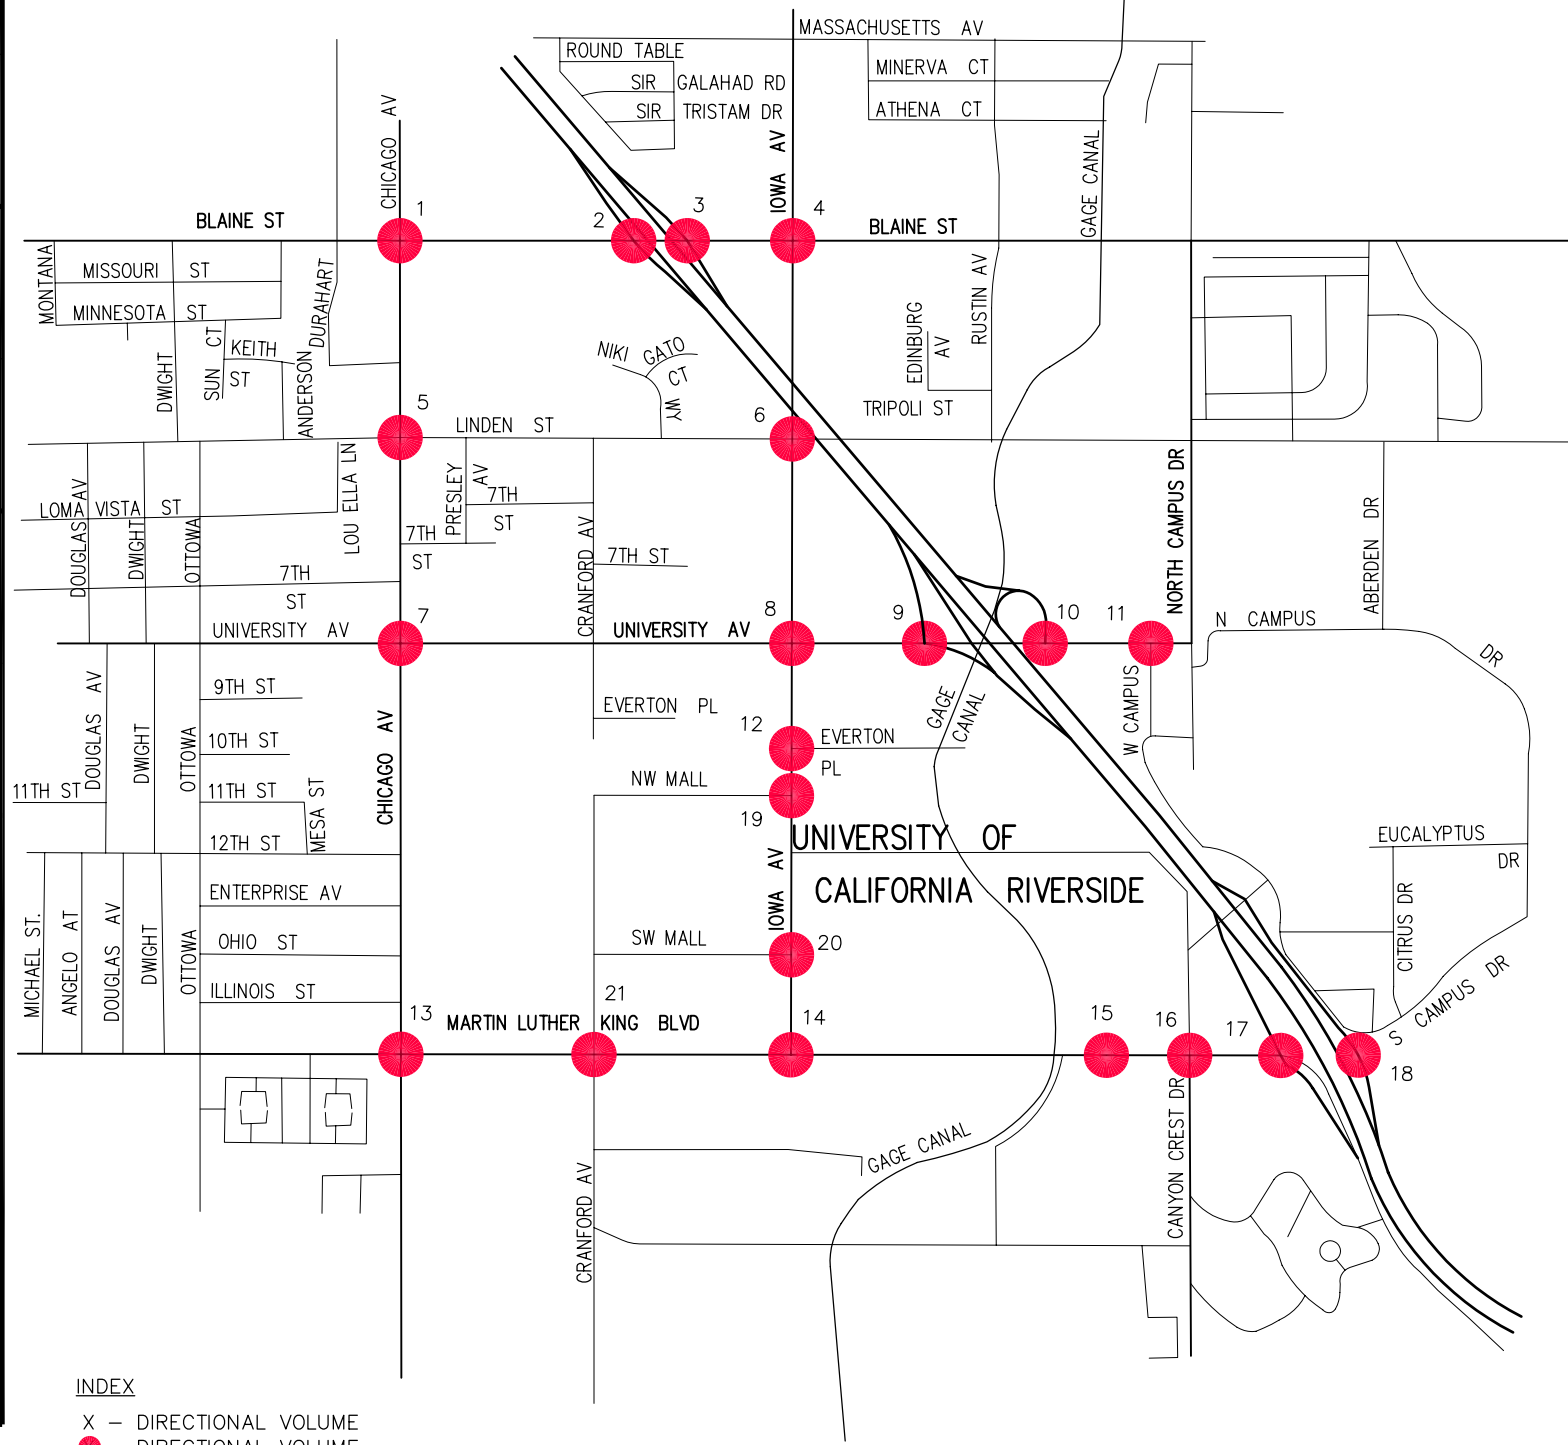 MASSACHUSETTS AV
ROUND TABLE
SIR GALAHAD RD
SIR TRISTAM DR
MINERVA CT
ATHENA CT
CHICAGO AV
IOWA AV
GAGE CANAL
1
2
3
4
BLAINE ST
BLAINE ST
MONTANA
MISSOURI ST
MINNESOTA ST
DURAHART
SUN CT
KEITH
ST
DWIGHT
ANDERSON
NIKI GATO
CT
WY
RUSTIN AV
EDINBURG
AV
TRIPOLI ST
5
6
LINDEN ST
LOU ELLA LN
PRESLEY
AV
7TH
ST
7TH
ST
LOMA VISTA ST
DOUGLAS AV
DWIGHT
OTTOWA
CRANFORD AV
7TH ST
7TH
ST
NORTH CAMPUS DR
ABERDEN DR
UNIVERSITY AV
7
UNIVERSITY AV
8
9
10
11
N CAMPUS
DR
9TH ST
10TH ST
11TH ST
11TH ST
12TH ST
DOUGLAS AV
DWIGHT
OTTOWA
MESA ST
CHICAGO AV
EVERTON PL
12
EVERTON
PL
GAGE
CANAL
W CAMPUS
NW MALL
19
UNIVERSITY OF
CALIFORNIA RIVERSIDE
IOWA AV
EUCALYPTUS
DR
CITRUS DR
ENTERPRISE AV
OHIO ST
ILLINOIS ST
MICHAEL ST.
ANGELO AT
DOUGLAS AV
DWIGHT
OTTOWA
SW MALL
20
S CAMPUS DR
13
MARTIN LUTHER KING BLVD
21
14
15
16
17
18
CANYON CREST DR
GAGE CANAL
CRANFORD AV
INDEX
X - DIRECTIONAL VOLUME
DIRECTIONAL VOLUME